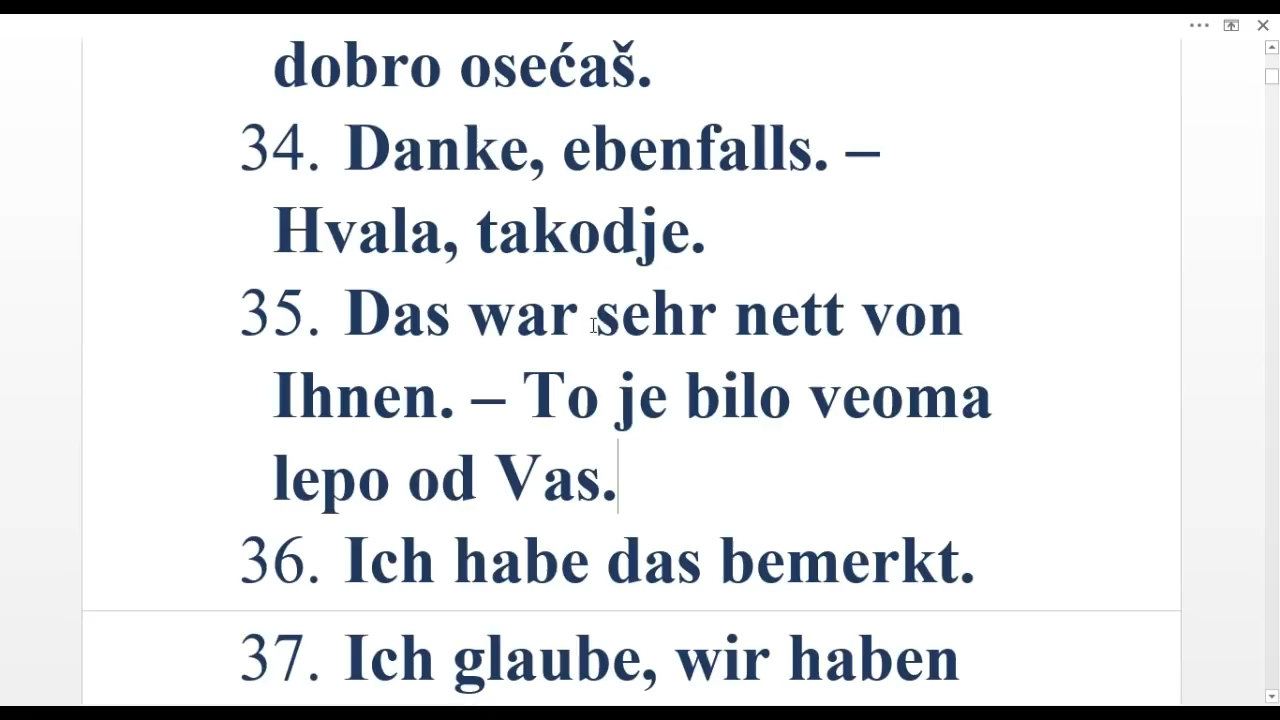 dobro osećaš.
34. Danke, ebenfalls. –
Hvala, takodje.
35. Das war sehr nett von
Ihnen. – To je bilo veoma
lepo od Vas.
36. Ich habe das bemerkt.
37. Ich glaube, wir haben